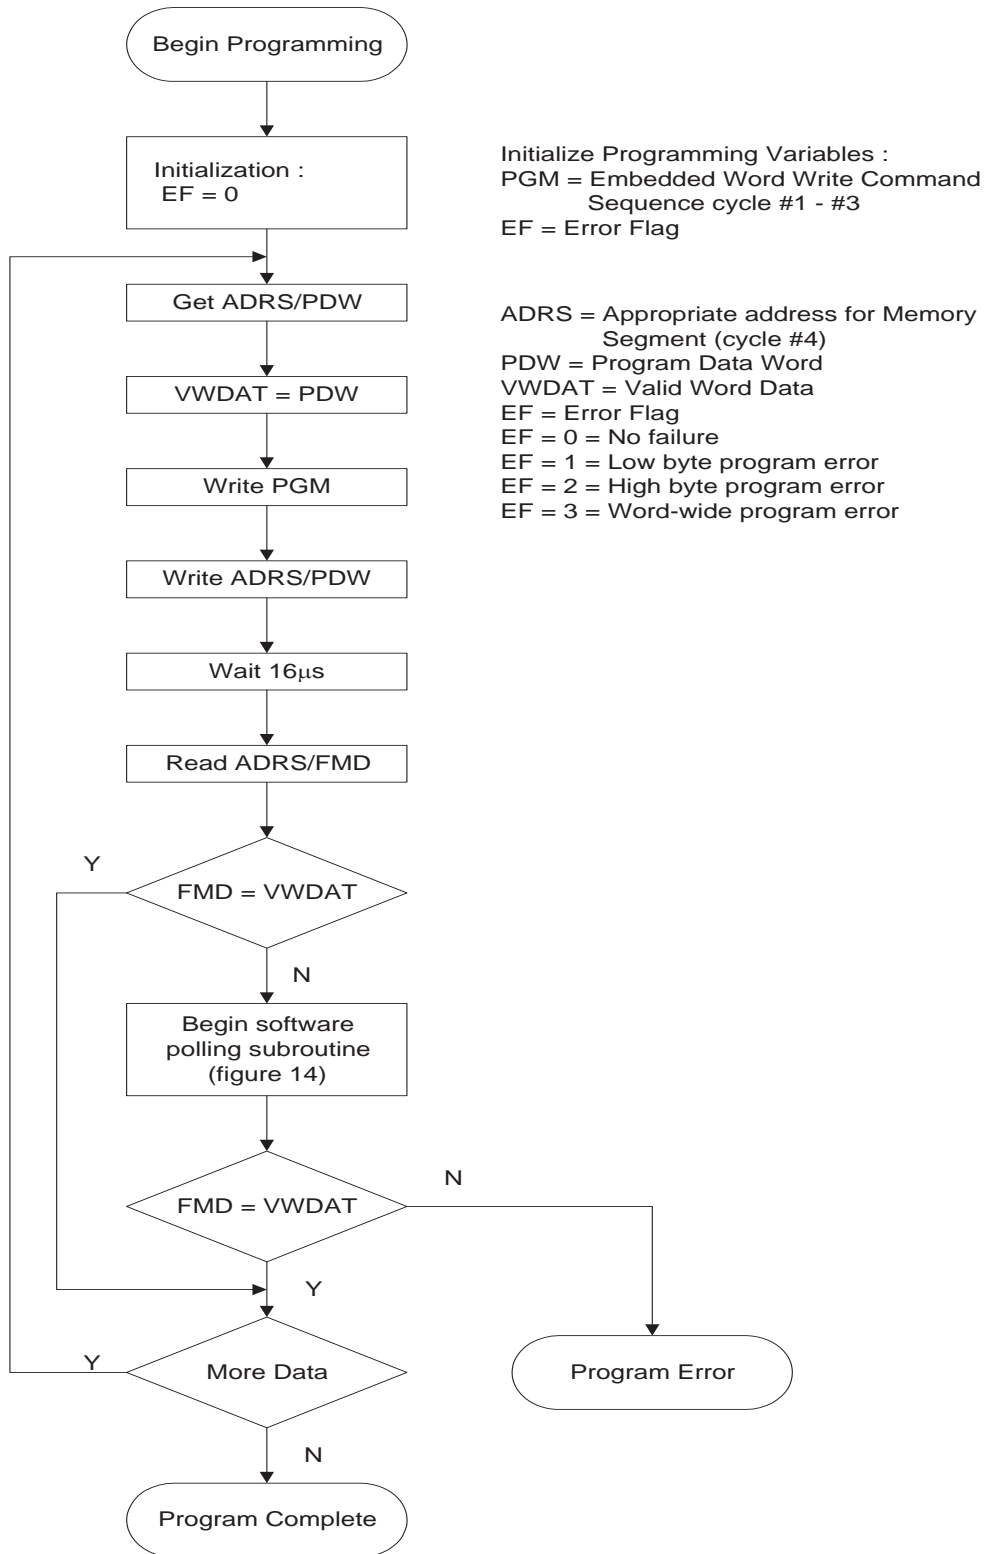 Begin Programming
Initialization :
EF = 0
Initialize Programming Variables :
PGM = Embedded Word Write Command
Sequence cycle #1 - #3
EF = Error Flag
Get ADRS/PDW
ADRS = Appropriate address for Memory
Segment (cycle #4)
PDW = Program Data Word
VWDAT = Valid Word Data
EF = Error Flag
EF = 0 = No failure
EF = 1 = Low byte program error
EF = 2 = High byte program error
EF = 3 = Word-wide program error
VWDAT = PDW
Write PGM
Write ADRS/PDW
Wait 16μs
Read ADRS/FMD
Y
FMD = VWDAT
N
Begin software
polling subroutine
(figure 14)
N
FMD = VWDAT
Y
Y
More Data
Program Error
N
Program Complete